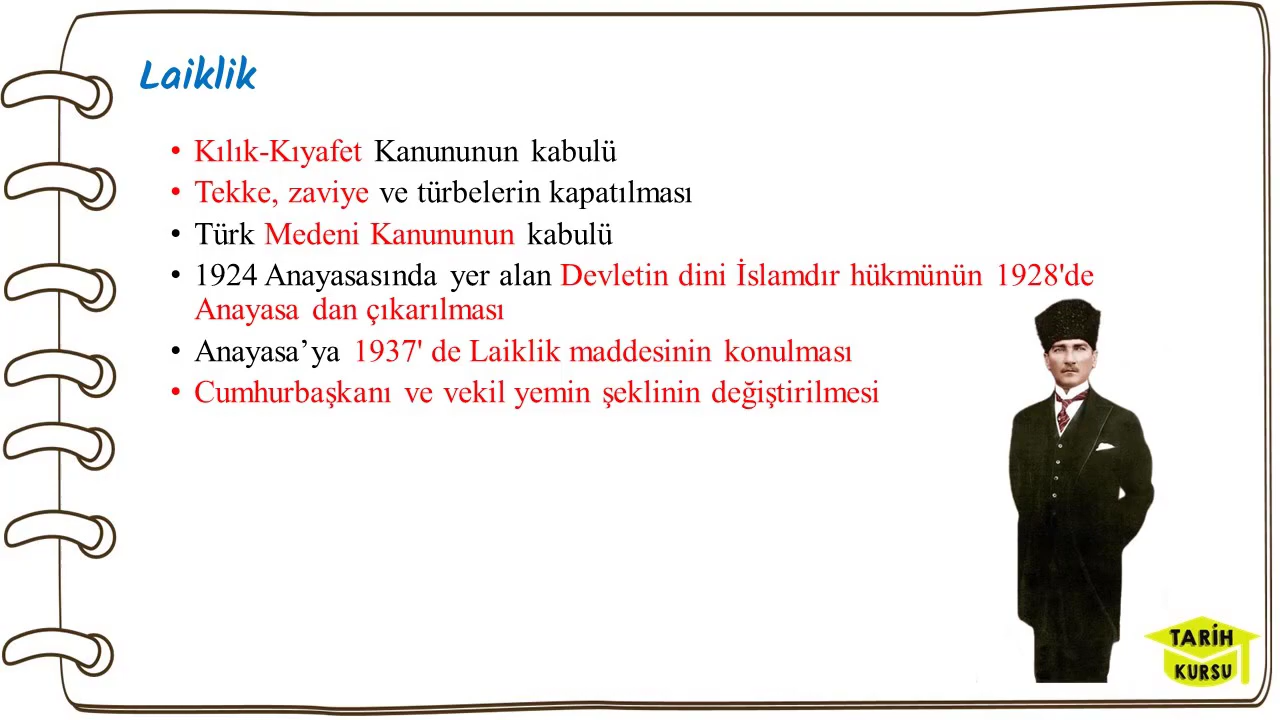 Laiklik
• Kılık-Kıyafet Kanununun kabulü
• Tekke, zaviye ve türbelerin kapatılması
• Türk Medeni Kanununun kabulü
• 1924 Anayasasında yer alan Devletin dini İslamdır hükmünün 1928'de
Anayasa dan çıkarılması
• Anayasa’ya 1937' de Laiklik maddesinin konulması
• Cumhurbaşkanı ve vekil yemin şeklinin değiştirilmesi
TARİH
KURSU